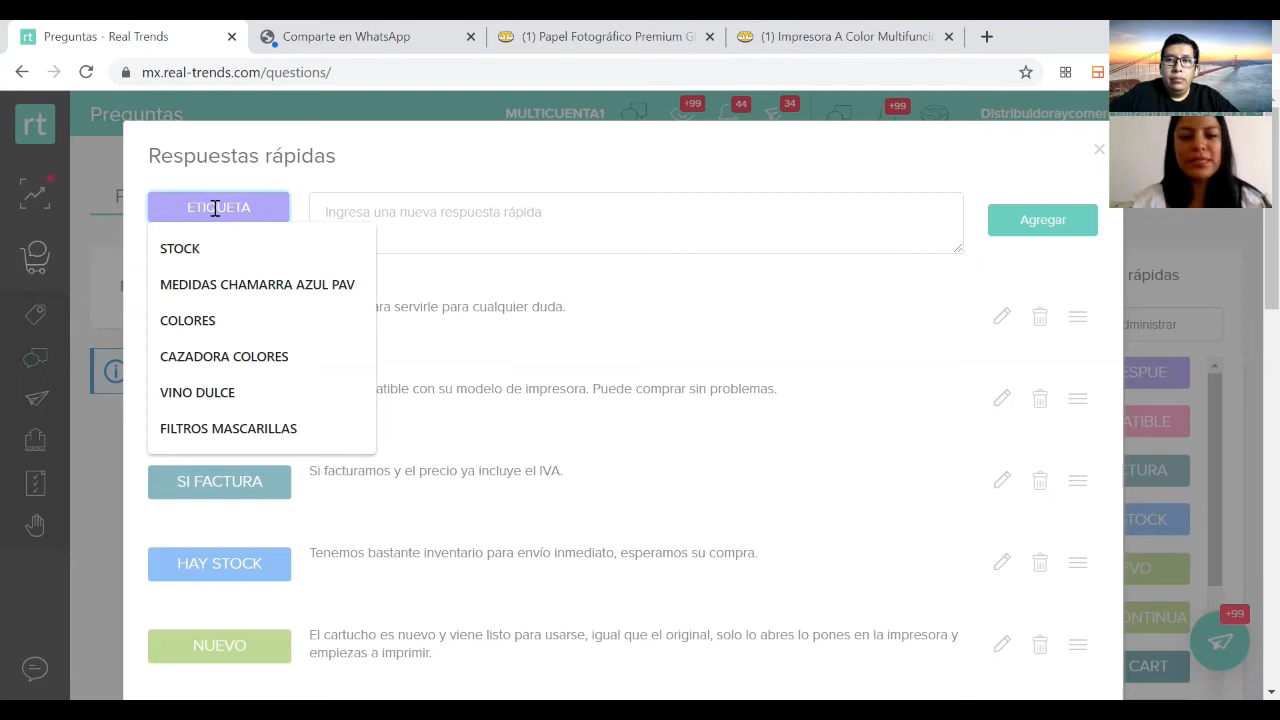 Preguntas - Real Trends
Comparte en WhatsApp
(1) Papel Fotográfico Premium Gl
(1) Impresora A Color Multifunci
mx.real-trends.com/questions/
rt
Preguntas
MULTICUENTA1
+99
44
34
+99
Distribuidoraycomer
Respuestas rápidas
ETIQUETA
Ingresa una nueva respuesta rápida
Agregar
STOCK
MEDIDAS CHAMARRA AZUL PAV
COLORES
CAZADORA COLORES
VINO DULCE
FILTROS MASCARILLAS
ara servirle para cualquier duda.
atible con su modelo de impresora. Puede comprar sin problemas.
SI FACTURA
Si facturamos y el precio ya incluye el IVA.
HAY STOCK
Tenemos bastante inventario para envío inmediato, esperamos su compra.
NUEVO
El cartucho es nuevo y viene listo para usarse, igual que el original, solo lo abres lo pones en la impresora y
empiezas a imprimir.
rápidas
dministrar
ESPUE
ATIBLE
CTURA
TOCK
EVO
ONTINUA
CART
+99